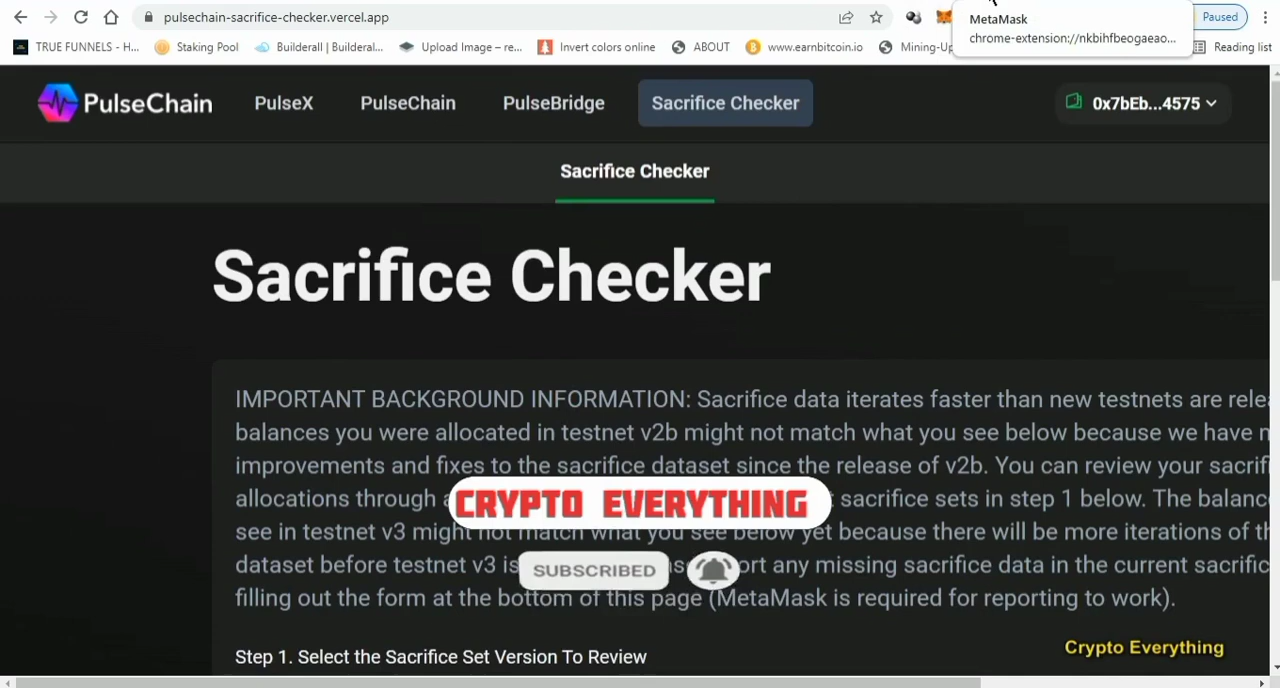 pulsechain-sacrifice-checker.vercel.app
MetaMask
Paused
chrome-extension://nkbihfbeogaeao...
TRUE FUNNELS - H...
Staking Pool
Builderall | Builderal...
Upload Image – re...
Invert colors online
ABOUT
www.earnbitcoin.io
Mining-Up
Reading list
PulseChain
PulseX
PulseChain
PulseBridge
Sacrifice Checker
0x7bEb...4575
Sacrifice Checker
Sacrifice Checker
IMPORTANT BACKGROUND INFORMATION: Sacrifice data iterates faster than new testnets are relea
balances you were allocated in testnet v2b might not match what you see below because we have
improvements and fixes to the sacrifice dataset since the release of v2b. You can review your sacrifi
allocations through sacrifice sets in step 1 below. The balanc
CRYPTO EVERYTHING
see in testnet v3 might not match what you see below yet because there will be more iterations of th
dataset before testnet v3 is ort any missing sacrifice data in the current sacrific
SUBSCRIBED
filling out the form at the bottom of this page (MetaMask is required for reporting to work).
Crypto Everything
Step 1. Select the Sacrifice Set Version To Review